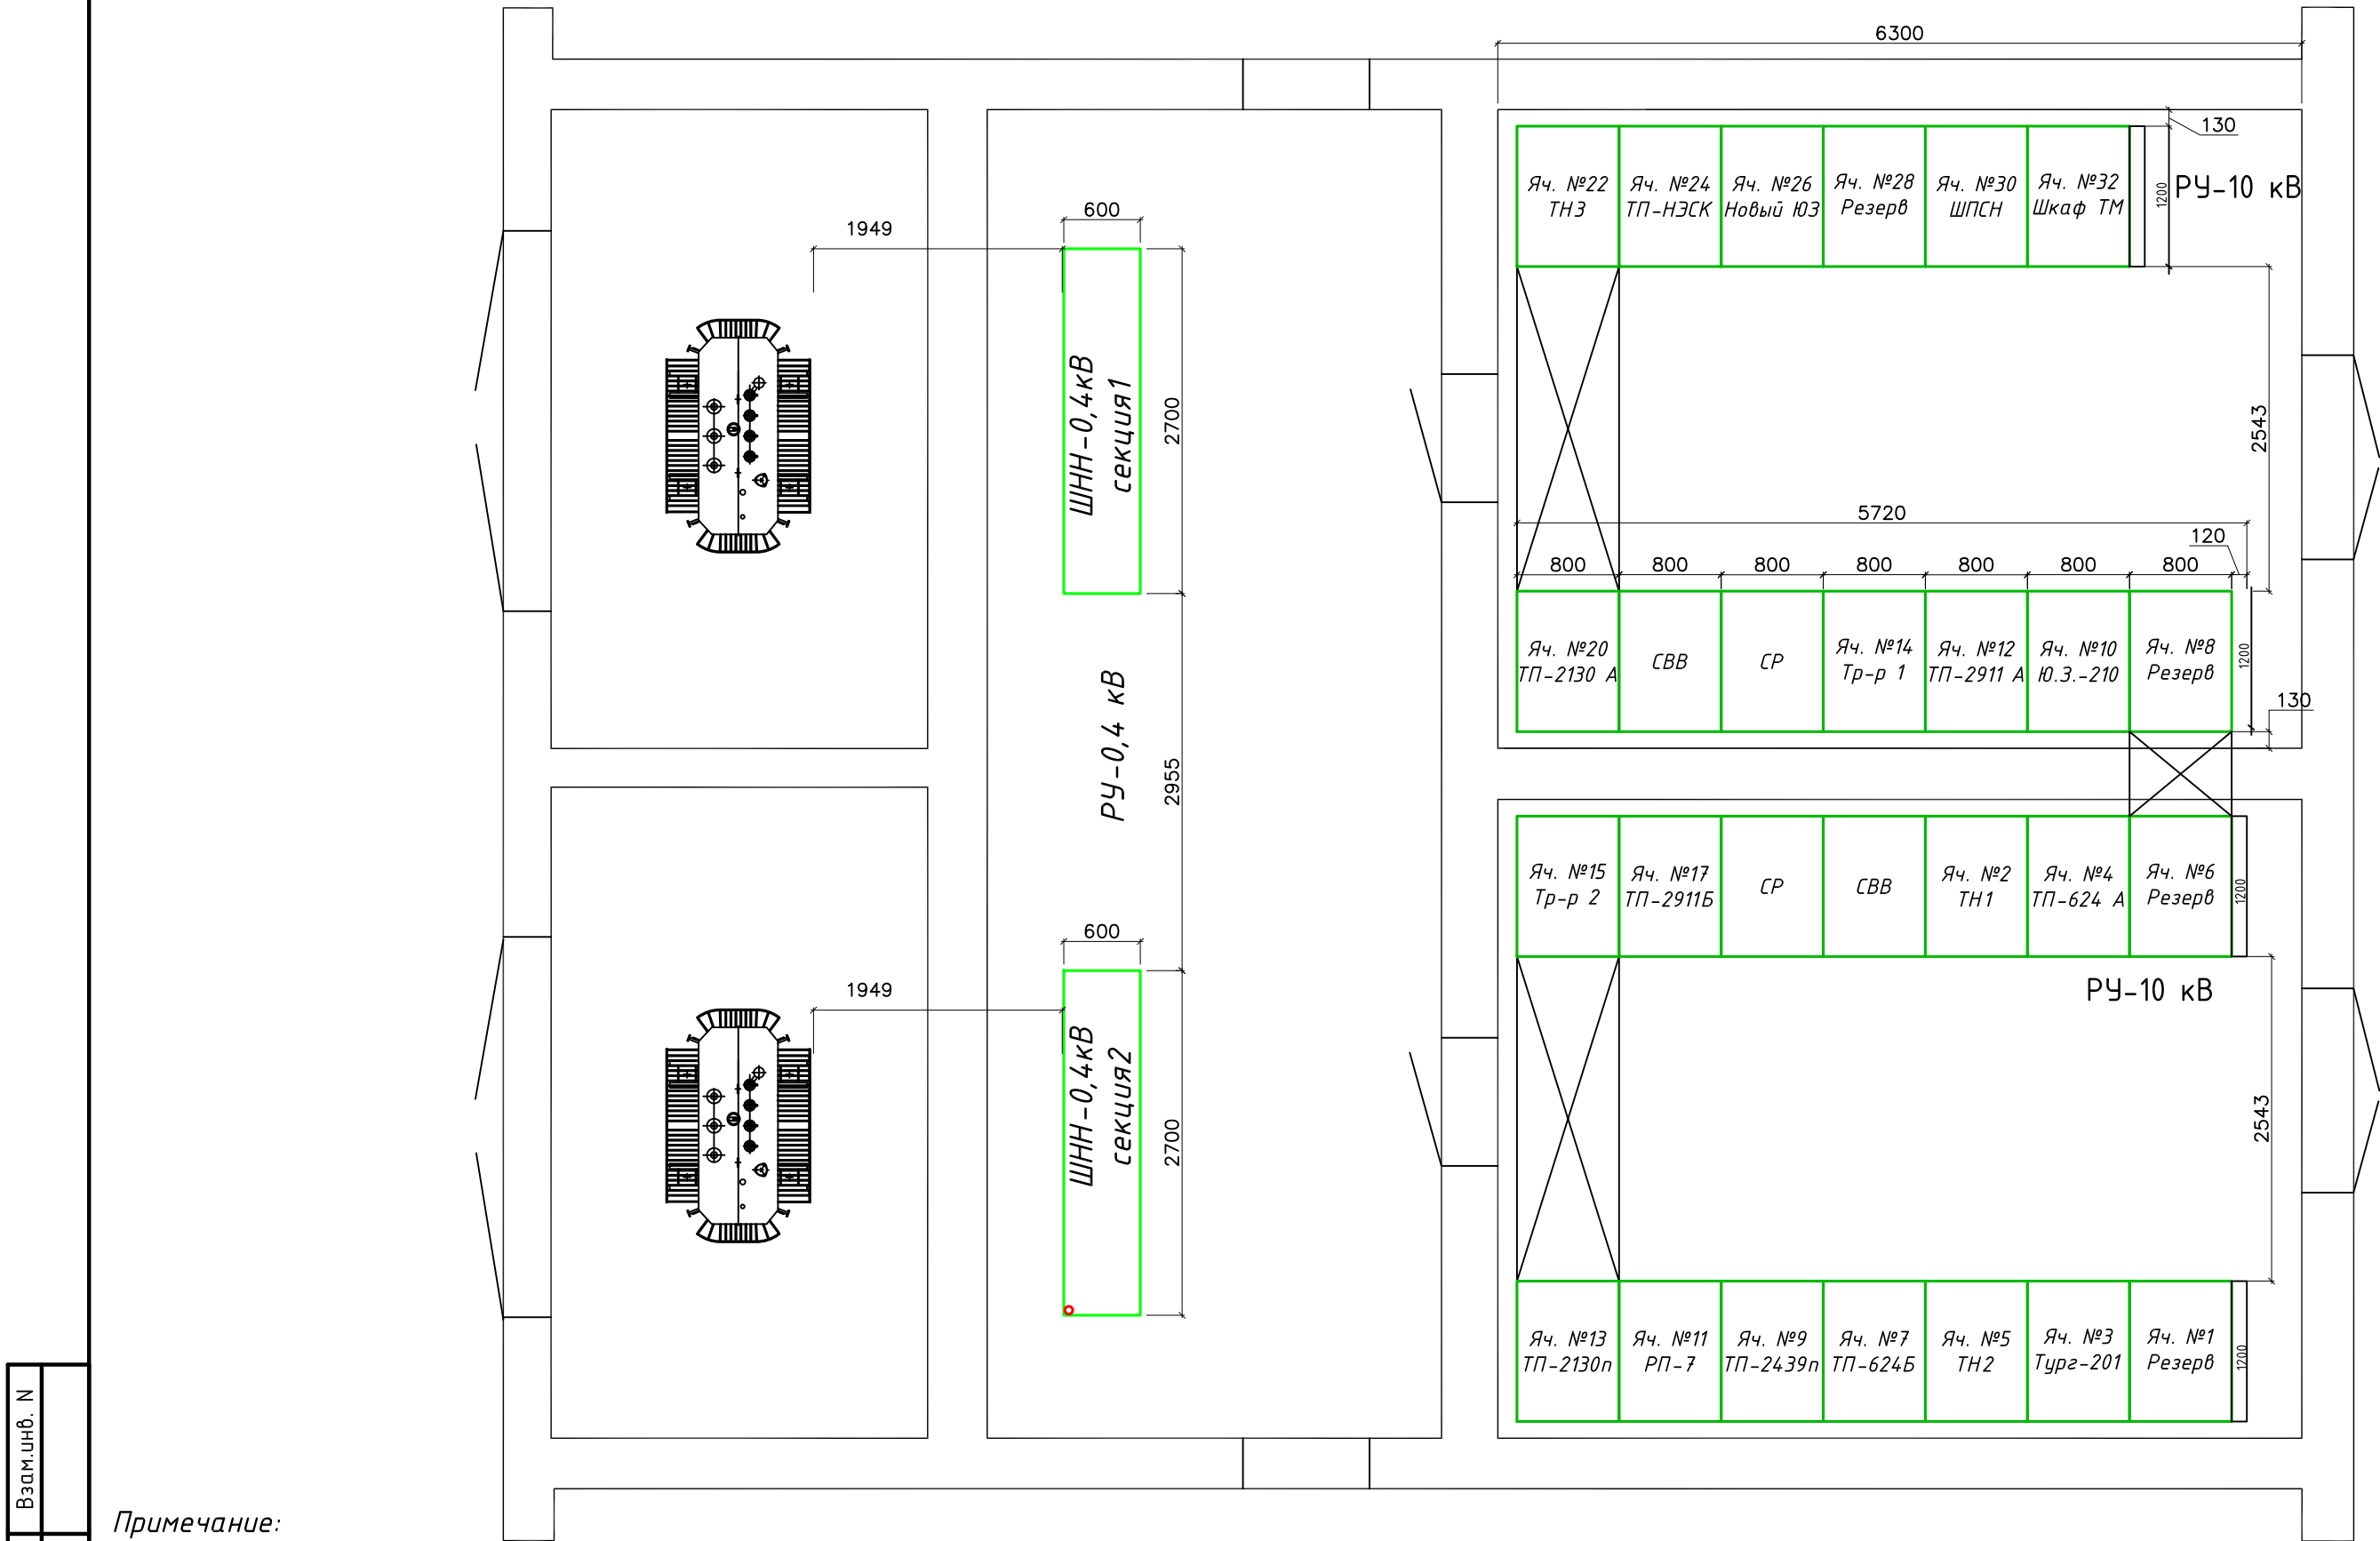 6300
130
Яч. №22
ТН3
Яч. №24
ТП-НЭСК
Яч. №26
Новый ЮЗ
Яч. №28
Резерв
Яч. №30
ШПСН
Яч. №32
Шкаф ТМ
1200
РУ-10 кВ
600
1949
ШНН-0,4кВ
секция1
2700
2543
5720
120
800
800
800
800
800
800
800
Яч. №20
ТП-2130 А
СВВ
СР
Яч. №14
Тр-р 1
Яч. №12
ТП-2911 А
Яч. №10
Ю.З.-210
Яч. №8
Резерв
1200
130
РУ-0,4 кВ
2955
Яч. №15
Тр-р 2
Яч. №17
ТП-2911Б
СР
СВВ
Яч. №2
ТН1
Яч. №4
ТП-624 А
Яч. №6
Резерв
1200
РУ-10 кВ
600
1949
ШНН-0,4кВ
секция2
2700
2543
Яч. №13
ТП-2130п
Яч. №11
РП-7
Яч. №9
ТП-2439п
Яч. №7
ТП-624Б
Яч. №5
ТН2
Яч. №3
Тург-201
Яч. №1
Резерв
1200
Взам.инв. N
Примечание: